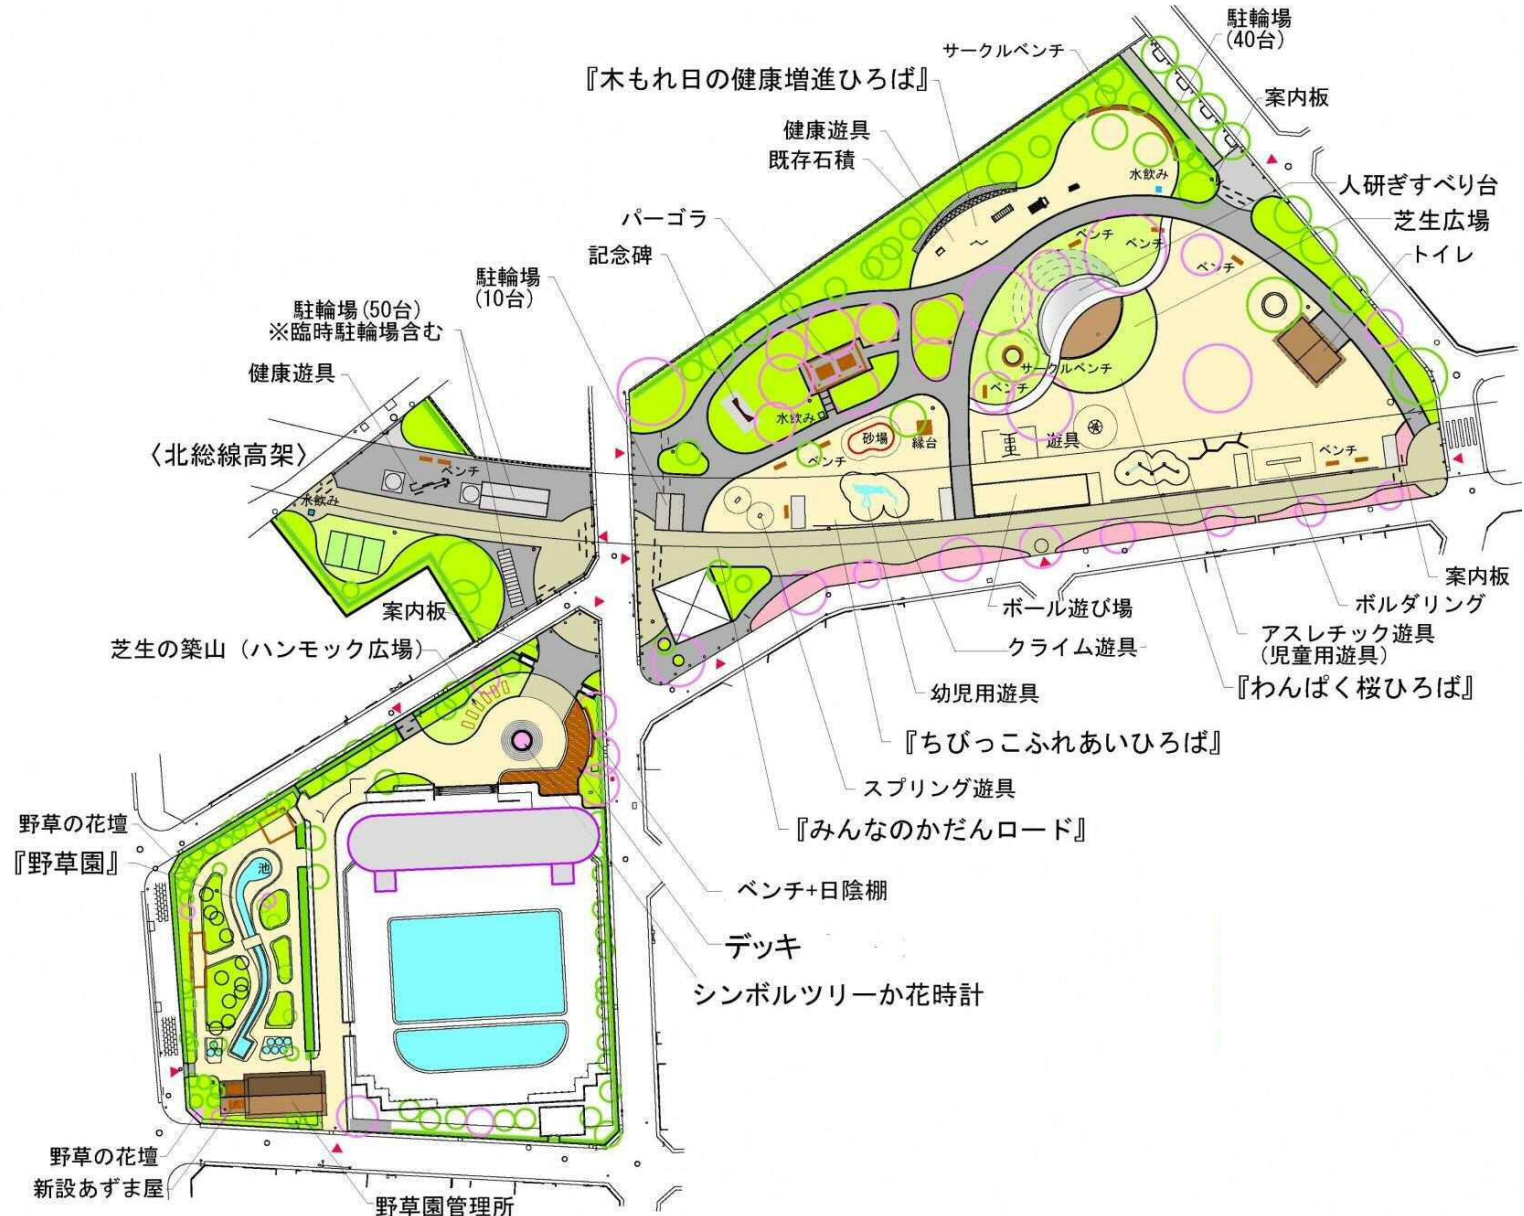 駐輪場
(40台)
サークルベンチ
『木もれ日の健康増進ひろば』
案内板
健康遊具
既存石積
水飲み
人研ぎすべり台
パーゴラ
芝生広場
記念碑
ベンチ
ベンチ
トイレ
駐輪場
(10台)
ベンチ
駐輪場(50台)
※臨時駐輪場含む
健康遊具
サークルベンチ
ベンチ
水飲み
砂場
縁台
遊具
〈北総線高架〉
ベンチ
ベンチ
ベンチ
水飲み
案内板
案内板
ボール遊び場
ボルダリング
芝生の築山（ハンモック広場）
クライム遊具
アスレチック遊具
(児童用遊具)
幼児用遊具
『わんぱく桜ひろば』
『ちびっこふれあいひろば』
スプリング遊具
野草の花壇
『みんなのかだんロード』
『野草園』
池
ベンチ+日陰棚
デッキ
シンボルツリーか花時計
野草の花壇
新設あずま屋
野草園管理所